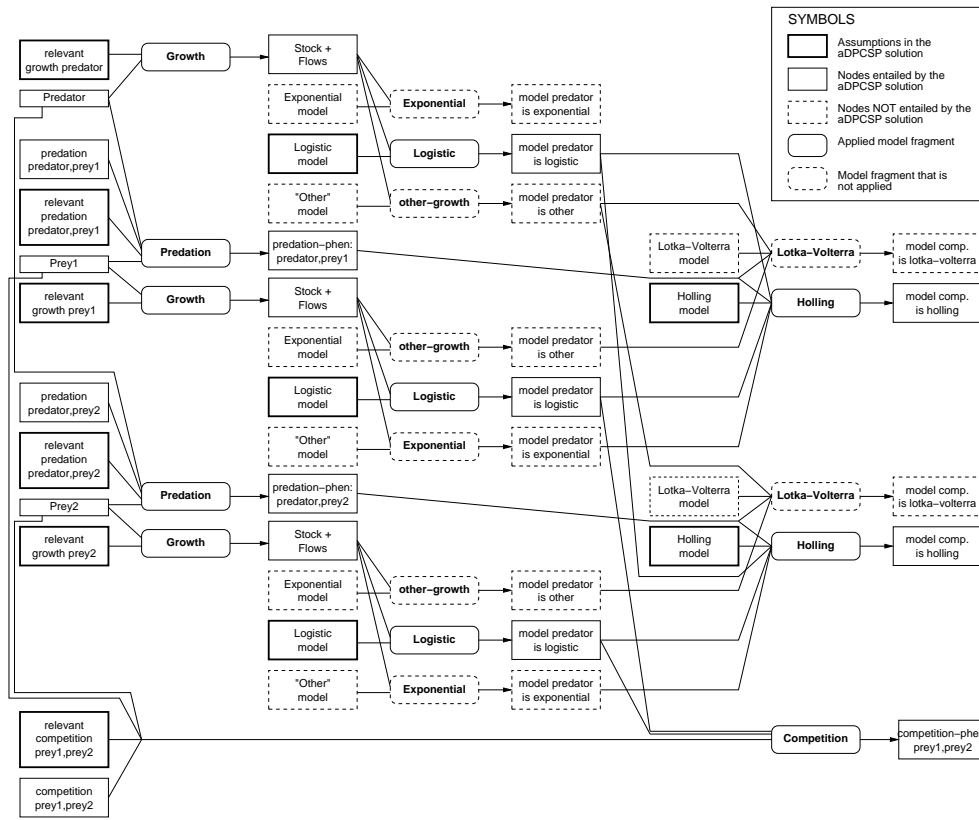 SYMBOLS
Assumptions in the
aDPCSP solution
Nodes entailed by the
aDPCSP solution
Nodes NOT entailed by the
aDPCSP solution
Applied model fragment
Model fragment that is
not applied
relevant
growth predator
Growth
Stock +
Flows
Predator
Exponential
model
Exponential
model predator
is exponential
predation
predator,prey1
Logistic
model
Logistic
model predator
is logistic
relevant
predation
predator,prey1
"Other"
model
other-growth
model predator
is other
Predation
predation-phen:
predator,prey1
Lotka-Volterra
model
Lotka-Volterra
model comp.
is lotka-volterra
Prey1
relevant
growth prey1
Growth
Stock +
Flows
Holling
model
Holling
model comp.
is holling
Exponential
model
other-growth
model predator
is other
predation
predator,prey2
Logistic
model
Logistic
model predator
is logistic
relevant
predation
predator,prey2
"Other"
model
Exponential
model predator
is exponential
Predation
predation-phen:
predator,prey2
Lotka-Volterra
model
Lotka-Volterra
model comp.
is lotka-volterra
Prey2
relevant
growth prey2
Growth
Stock +
Flows
Holling
model
Holling
model comp.
is holling
Exponential
model
other-growth
model predator
is other
Logistic
model
Logistic
model predator
is logistic
"Other"
model
Exponential
model predator
is exponential
relevant
competition
prey1,prey2
Competition
competition-phe
prey1,prey2
competition
prey1,prey2